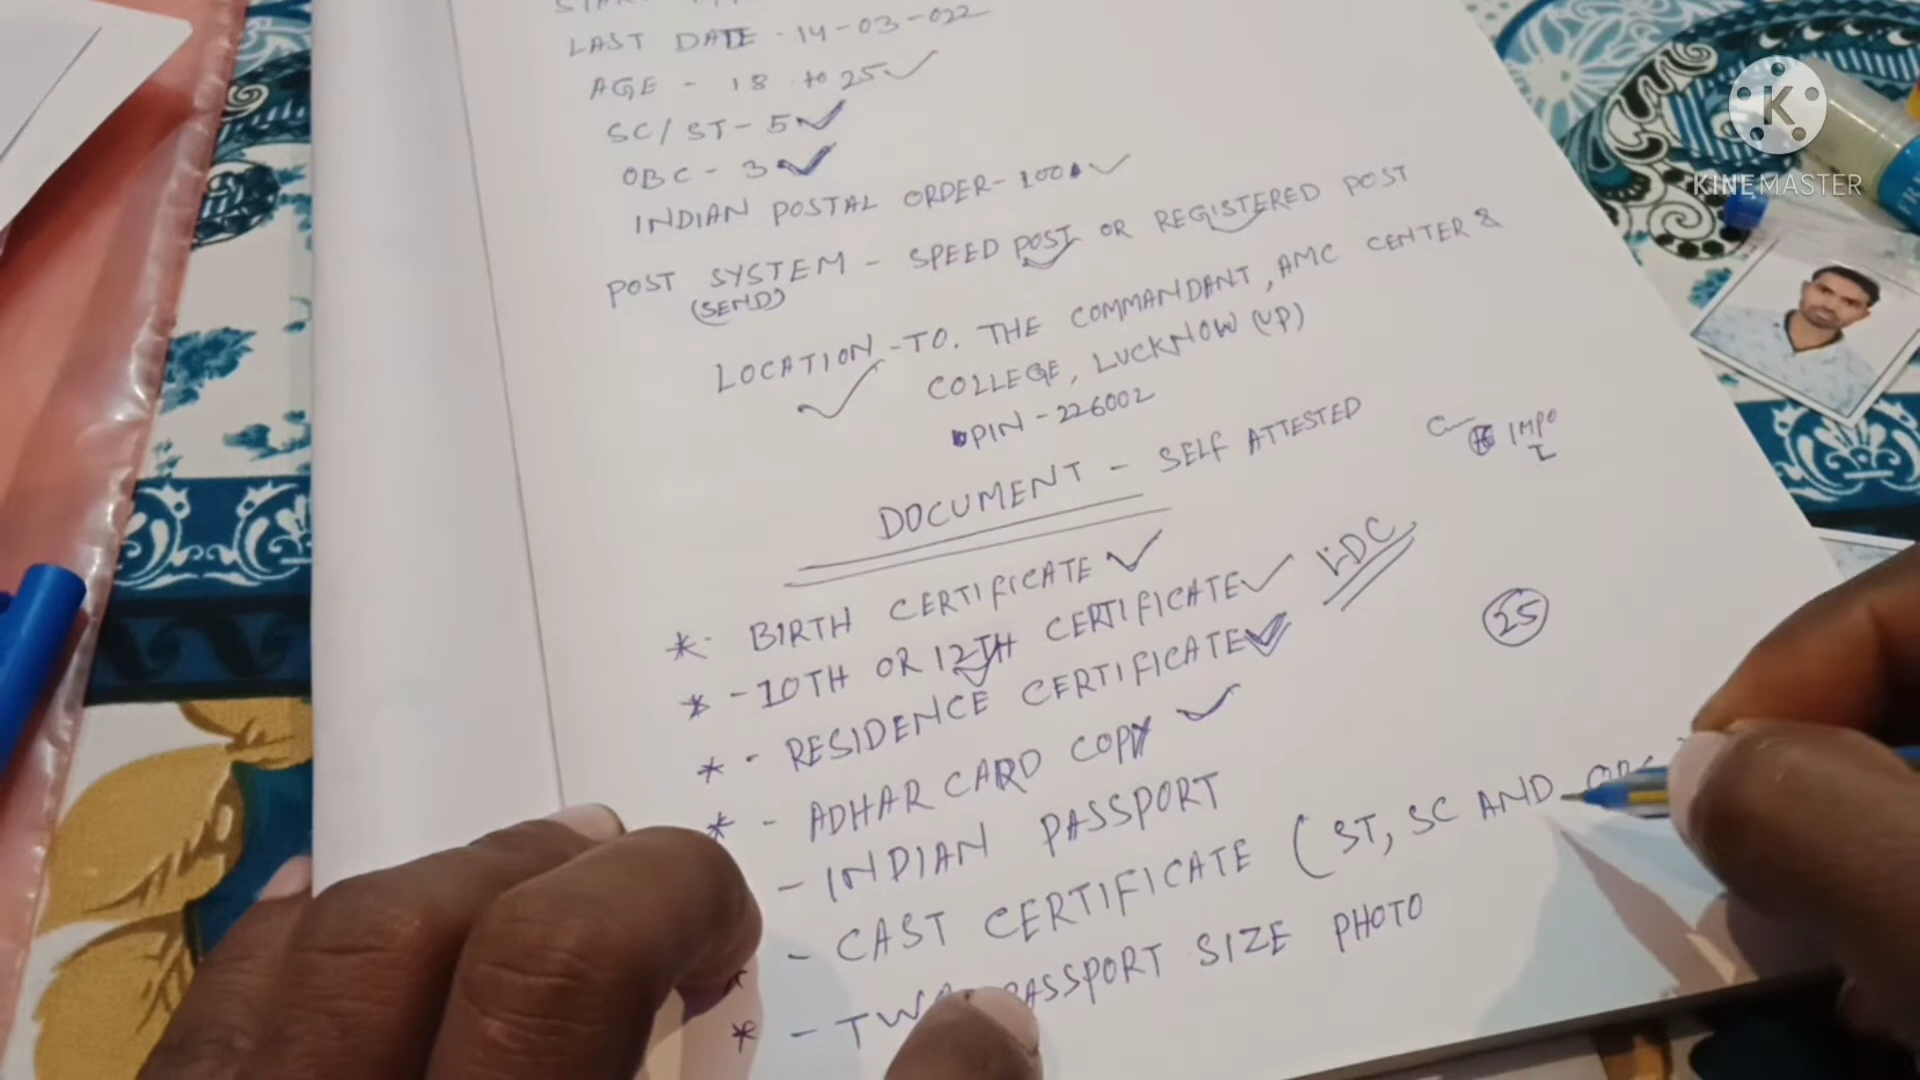 LAST DATE - 14-03-022
AGE - 18 to 25
SC/ST - 5
OBC - 3
INDIAN POSTAL ORDER - 100
POST SYSTEM - SPEED POST OR REGISTERED POST
(SEND)
LOCATION - TO. THE COMMANDANT, AMC CENTER &
COLLEGE, LUCKNOW (UP)
PIN - 226002
DOCUMENT - SELF ATTESTED
IMPO
* - BIRTH CERTIFICATE
* - 10TH OR 12TH CERTIFICATE
LDC
* - RESIDENCE CERTIFICATE
25
* - ADHAR CARD COPY
- INDIAN PASSPORT
- CAST CERTIFICATE (ST, SC AND
* - TWO PASSPORT SIZE PHOTO
K
KINEMASTER